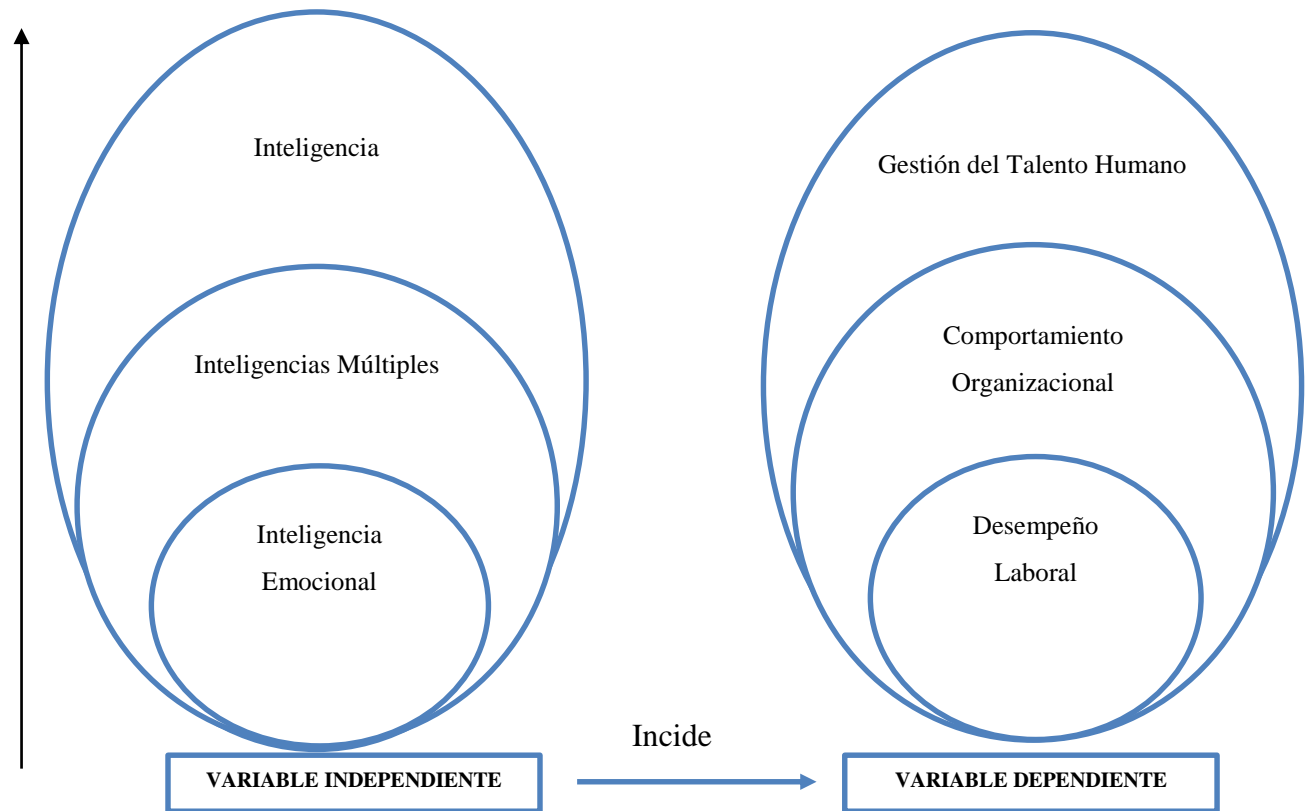 Inteligencia
Inteligencias Múltiples
Inteligencia
Emocional
VARIABLE INDEPENDIENTE
Incide
Gestión del Talento Humano
Comportamiento
Organizacional
Desempeño
Laboral
VARIABLE DEPENDIENTE